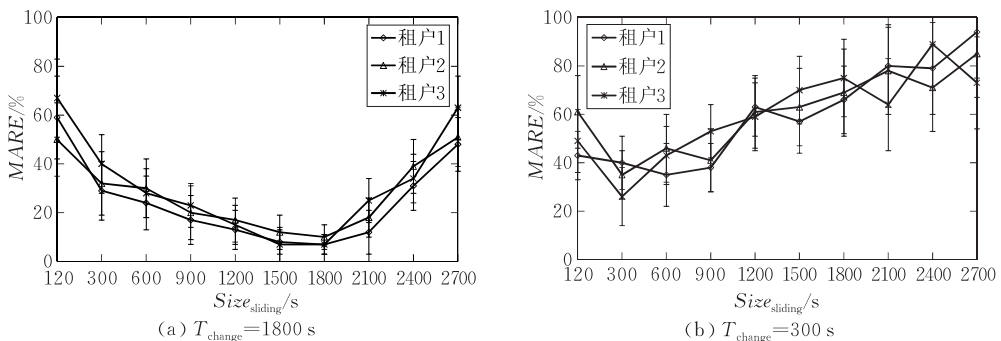 100
80
60
40
20
0
MARE/%
租户1
租户2
租户3
120 300 600 900 1200 1500 1800 2100 2400 2700
Size_sliding/s
(a) T_change=1800 s
100
80
60
40
20
0
MARE/%
租户1
租户2
租户3
120 300 600 900 1200 1500 1800 2100 2400 2700
Size_sliding/s
(b) T_change=300 s